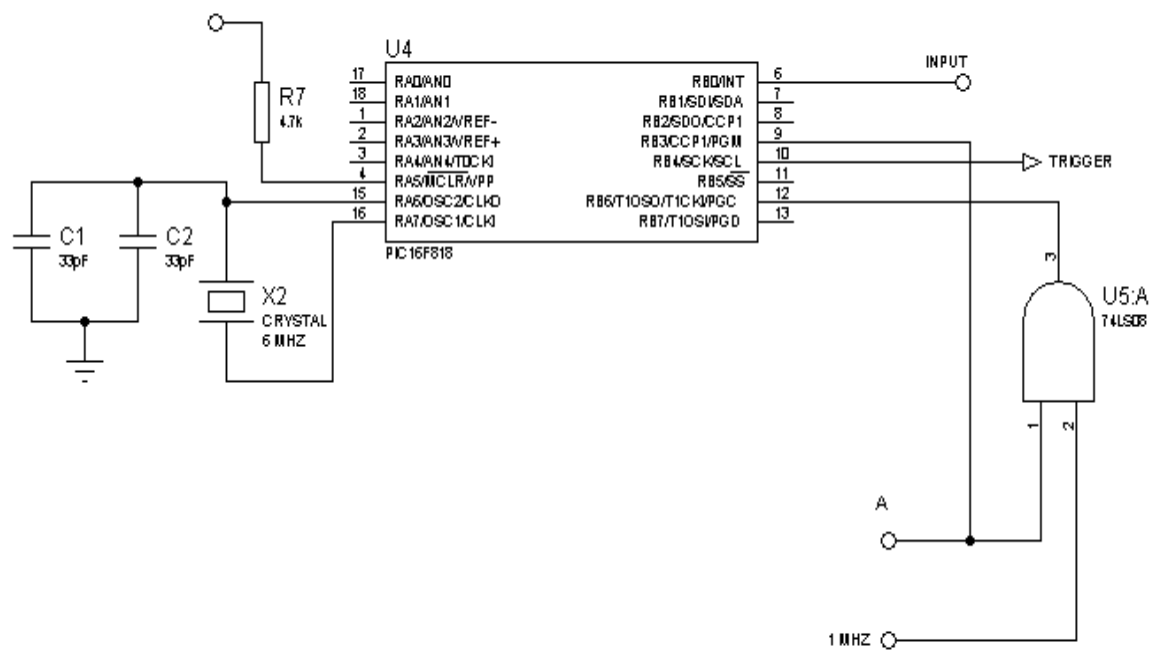 U4
17 RA0/AN0
18 RA1/AN1
1 RA2/AN2/VREF-
2 RA3/AN3/VREF+
3 RA4/AN4/T0CKI
4 RA5/MCLR/VPP
15 RA6/OSC2/CLKO
16 RA7/OSC1/CLKI
RB0/INT 6
RB1/SDI/SDA 7
RB2/SDO/CCP1 8
RB3/CCP1/PGM 9
RB4/SCK/SCL 10
RB5/SS 11
RB6/T1OSO/T1CKI/PGC 12
RB7/T1OSI/PGD 13
PIC16F818
INPUT
TRIGGER
R7
4.7k
C1
33pF
C2
33pF
X2
CRYSTAL
6 MHZ
3
U5:A
74LS08
1
2
A
1 MHZ